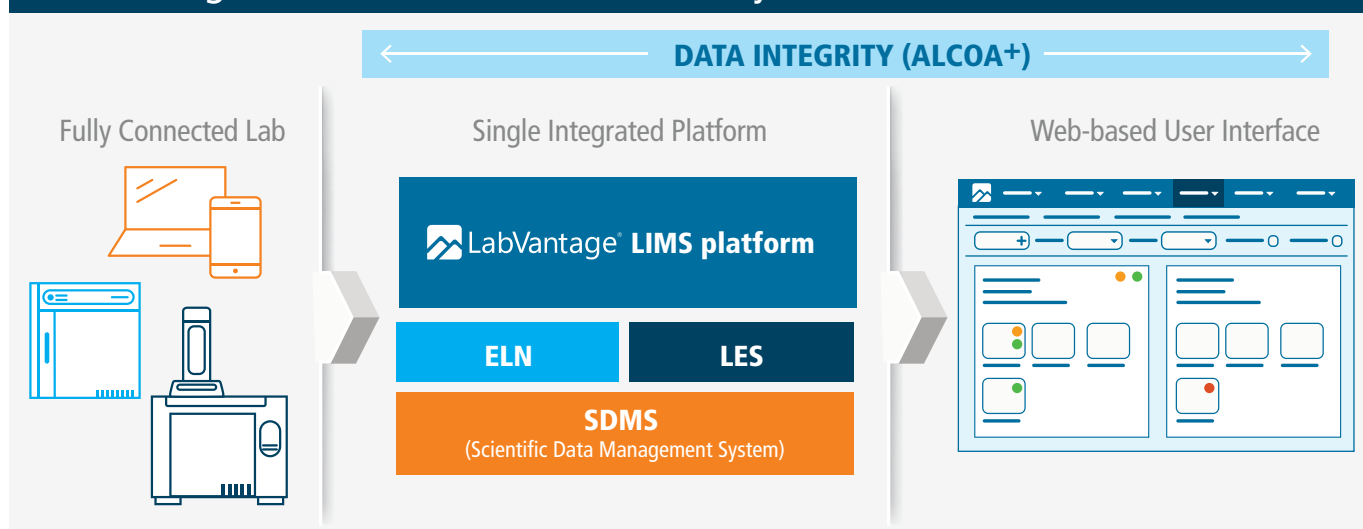 DATA INTEGRITY (ALCOA+)
Fully Connected Lab
Single Integrated Platform
Web-based User Interface
LabVantage® LIMS platform
ELN
LES
SDMS
(Scientific Data Management System)